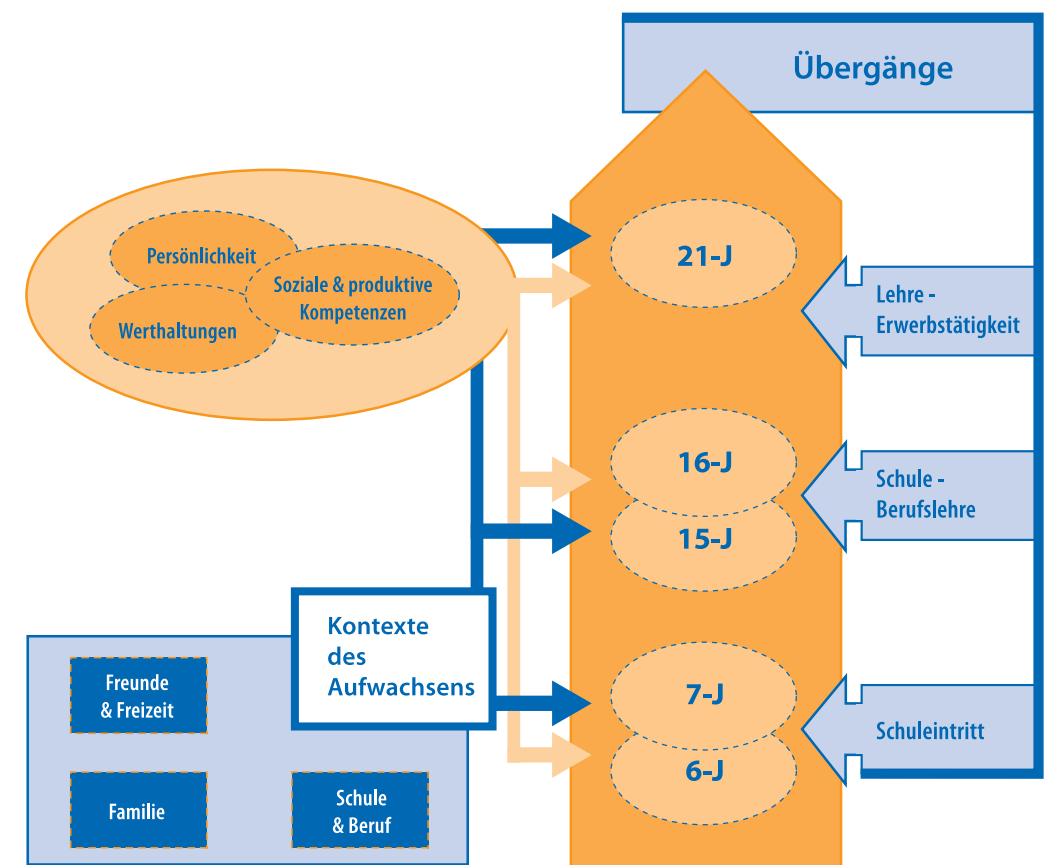 Übergänge
Persönlichkeit
Soziale & produktive
Kompetenzen
Werthaltungen
21-J
Lehre -
Erwerbstätigkeit
16-J
15-J
Schule -
Berufslehre
Kontexte
des
Aufwachsens
Freunde
& Freizeit
Familie
Schule
& Beruf
7-J
6-J
Schuleintritt